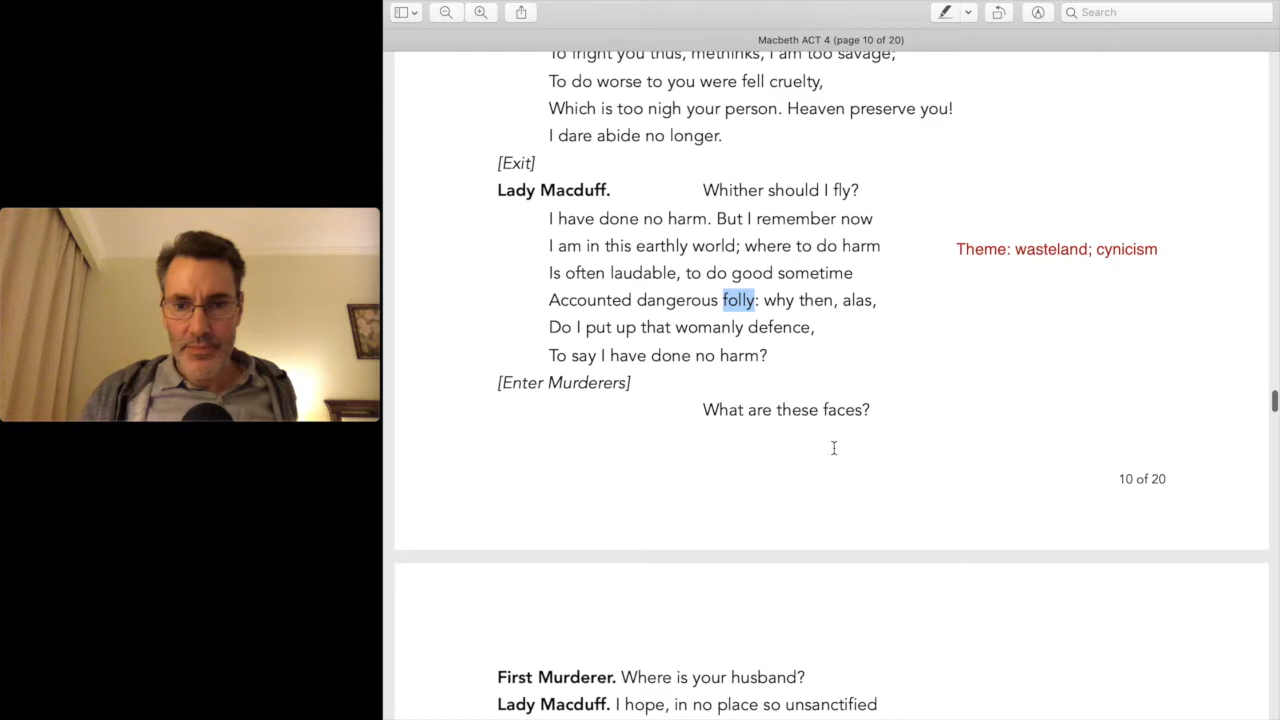 Search
Macbeth ACT 4 (page 10 of 20)
To fright you thus, methinks, I am too savage;
To do worse to you were fell cruelty,
Which is too nigh your person. Heaven preserve you!
I dare abide no longer.
[Exit]
Lady Macduff. Whither should I fly?
I have done no harm. But I remember now
I am in this earthly world; where to do harm
Is often laudable, to do good sometime
Accounted dangerous folly: why then, alas,
Do I put up that womanly defence,
To say I have done no harm?
Theme: wasteland; cynicism
[Enter Murderers]
What are these faces?
10 of 20
First Murderer. Where is your husband?
Lady Macduff. I hope, in no place so unsanctified